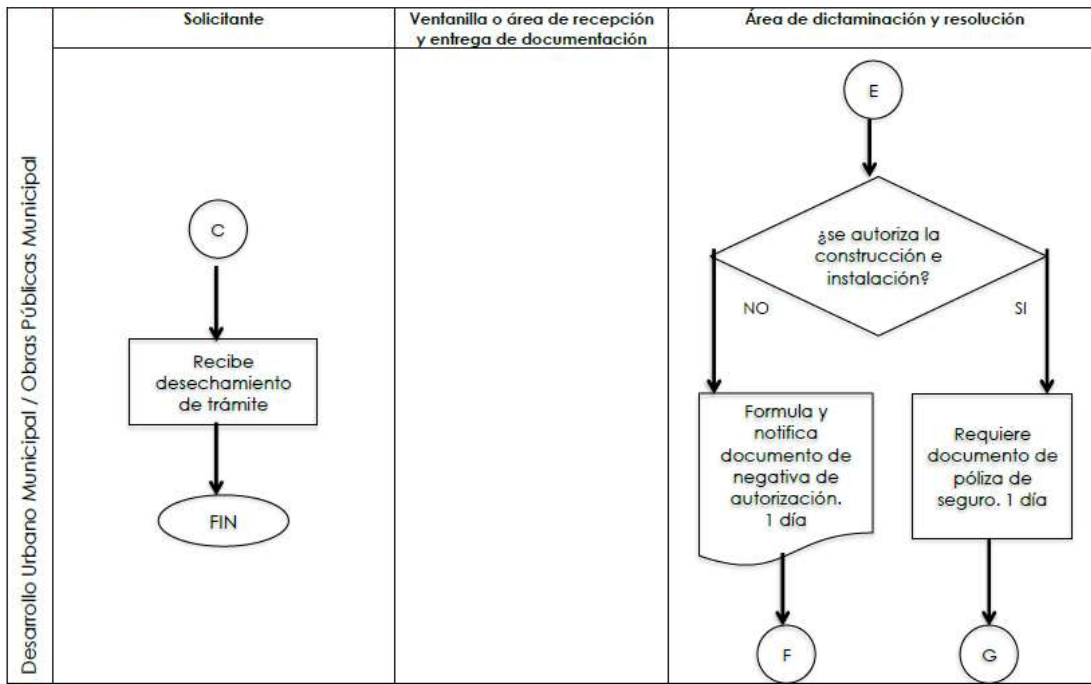 Desarrollo Urbano Municipal / Obras Públicas Municipal
Solicitante
Ventanilla o área de recepción
y entrega de documentación
Área de dictaminación y resolución
C
Recibe
desechamiento
de trámite
FIN
E
¿se autoriza la
construcción e
instalación?
NO
SI
Formula y
notifica
documento de
negativa de
autorización.
1 día
Requiere
documento de
póliza de
seguro. 1 día
F
G